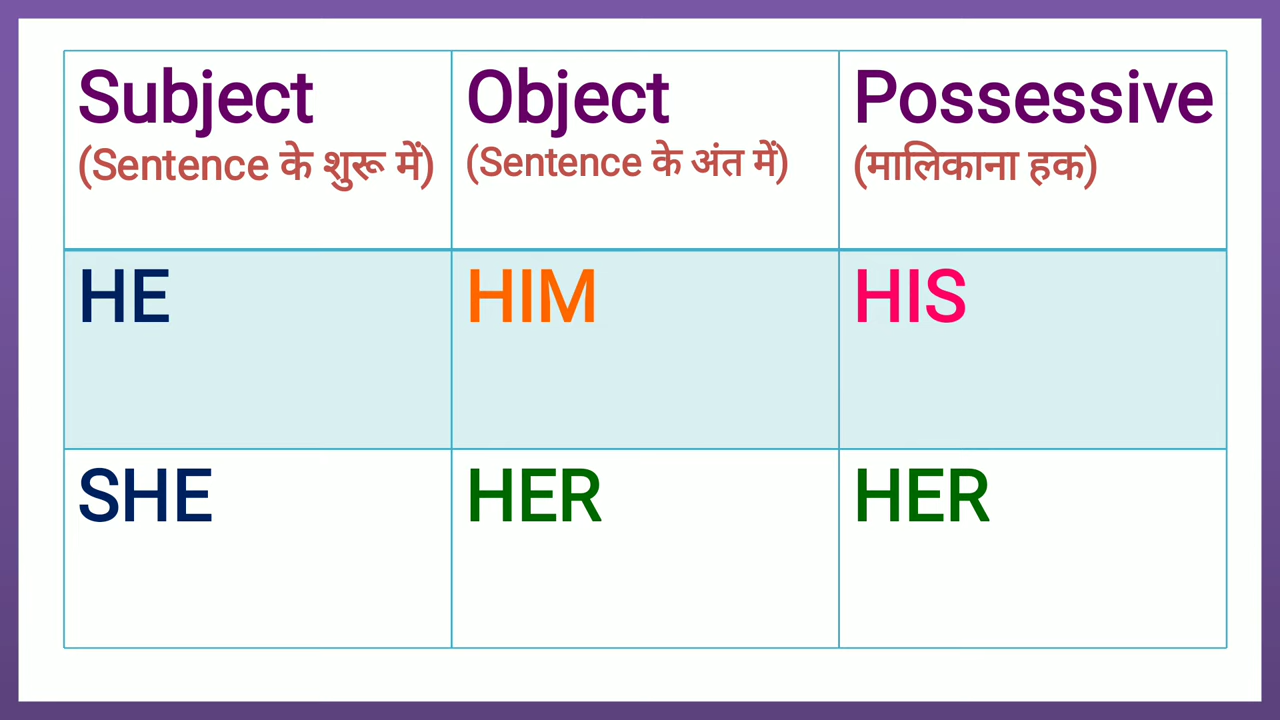 Subject Object Possessive
(Sentence के शुरू में) (Sentence के अंत में) (मालिकाना हक)
HE HIM HIS
SHE HER HER